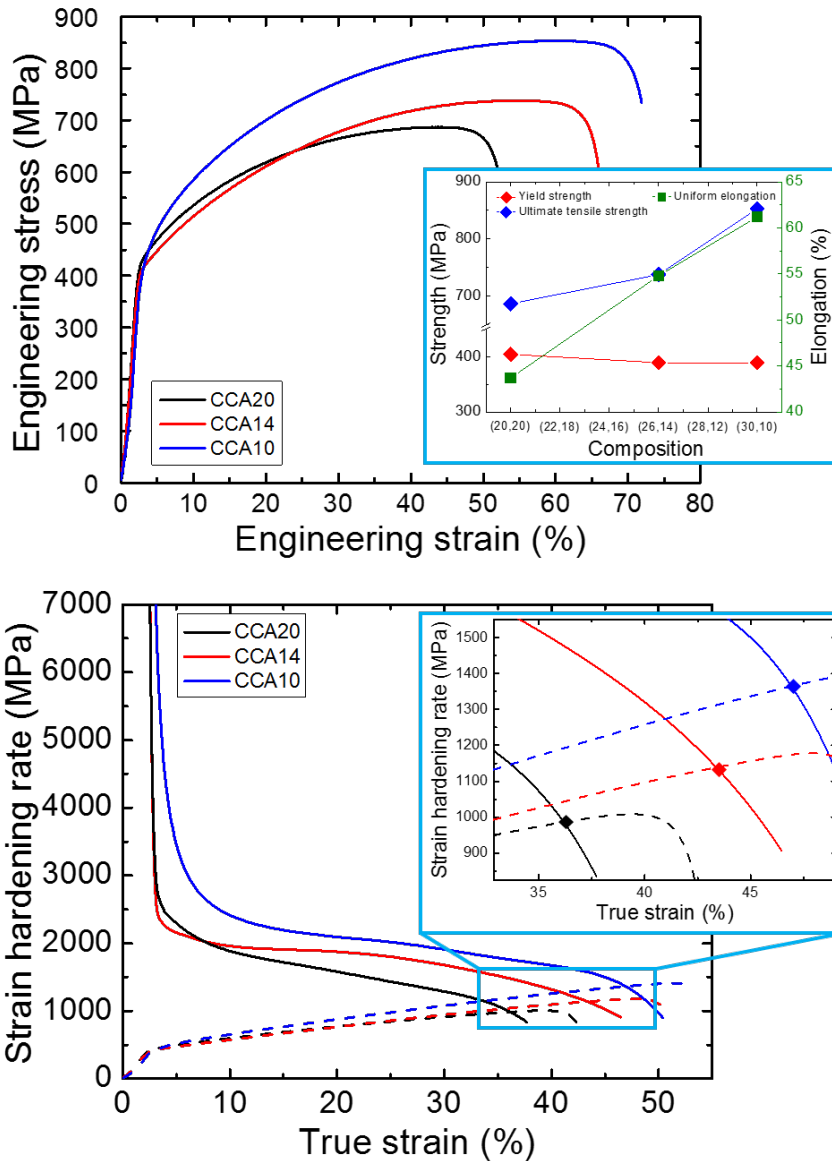 900
800
700
600
500
400
300
200
100
0
Engineering stress (MPa)
CCA20
CCA14
CCA10
0 10 20 30 40 50 60 70 80
Engineering strain (%)
900
700
400
300
Strength (MPa)
Yield strength
Ultimate tensile strength
Uniform elongation
65
60
55
50
45
40
Elongation (%)
(20,20) (22,18) (24,16) (26,14) (28,12) (30,10)
Composition
7000
6000
5000
4000
3000
2000
1000
0
Strain hardening rate (MPa)
CCA20
CCA14
CCA10
0 10 20 30 40 50
True strain (%)
1500
1400
1300
1200
1100
1000
900
Strain hardening rate (MPa)
35 40 45
True strain (%)